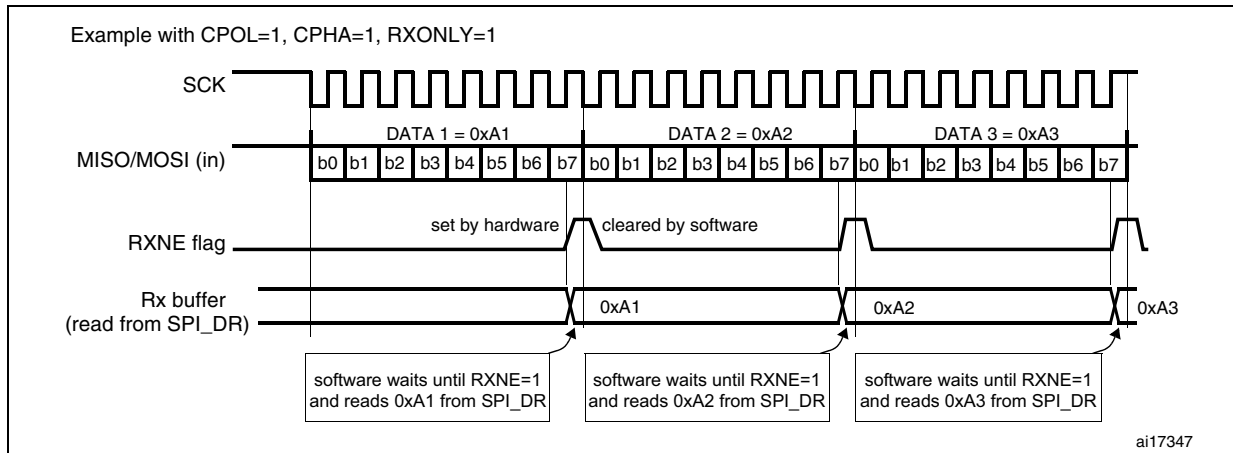 Example with CPOL=1, CPHA=1, RXONLY=1
SCK
DATA 1 = 0xA1 DATA 2 = 0xA2 DATA 3 = 0xA3
MISO/MOSI (in) b0 b1 b2 b3 b4 b5 b6 b7 b0 b1 b2 b3 b4 b5 b6 b7 b0 b1 b2 b3 b4 b5 b6 b7
set by hardware cleared by software
RXNE flag
Rx buffer
(read from SPI_DR)
0xA1 0xA2 0xA3
software waits until RXNE=1
and reads 0xA1 from SPI_DR
software waits until RXNE=1
and reads 0xA2 from SPI_DR
software waits until RXNE=1
and reads 0xA3 from SPI_DR
ai17347